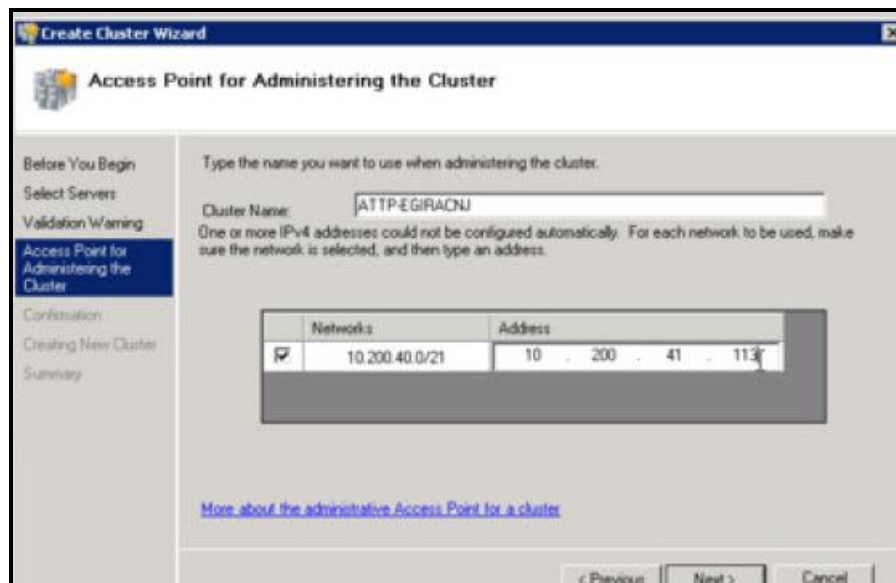 Create Cluster Wizard
Access Point for Administering the Cluster
Before You Begin
Select Servers
Validation Warning
Access Point for
Administering the
Cluster
Confirmation
Creating New Cluster
Summary
Type the name you want to use when administering the cluster.
Cluster Name: ATTP-EGIRACNJ
One or more IPv4 addresses could not be configured automatically. For each network to be used, make
sure the network is selected, and then type an address.
Networks Address
10.200.40.0/21 10 . 200 . 41 . 113
More about the administrative Access Point for a cluster
< Previous Next > Cancel